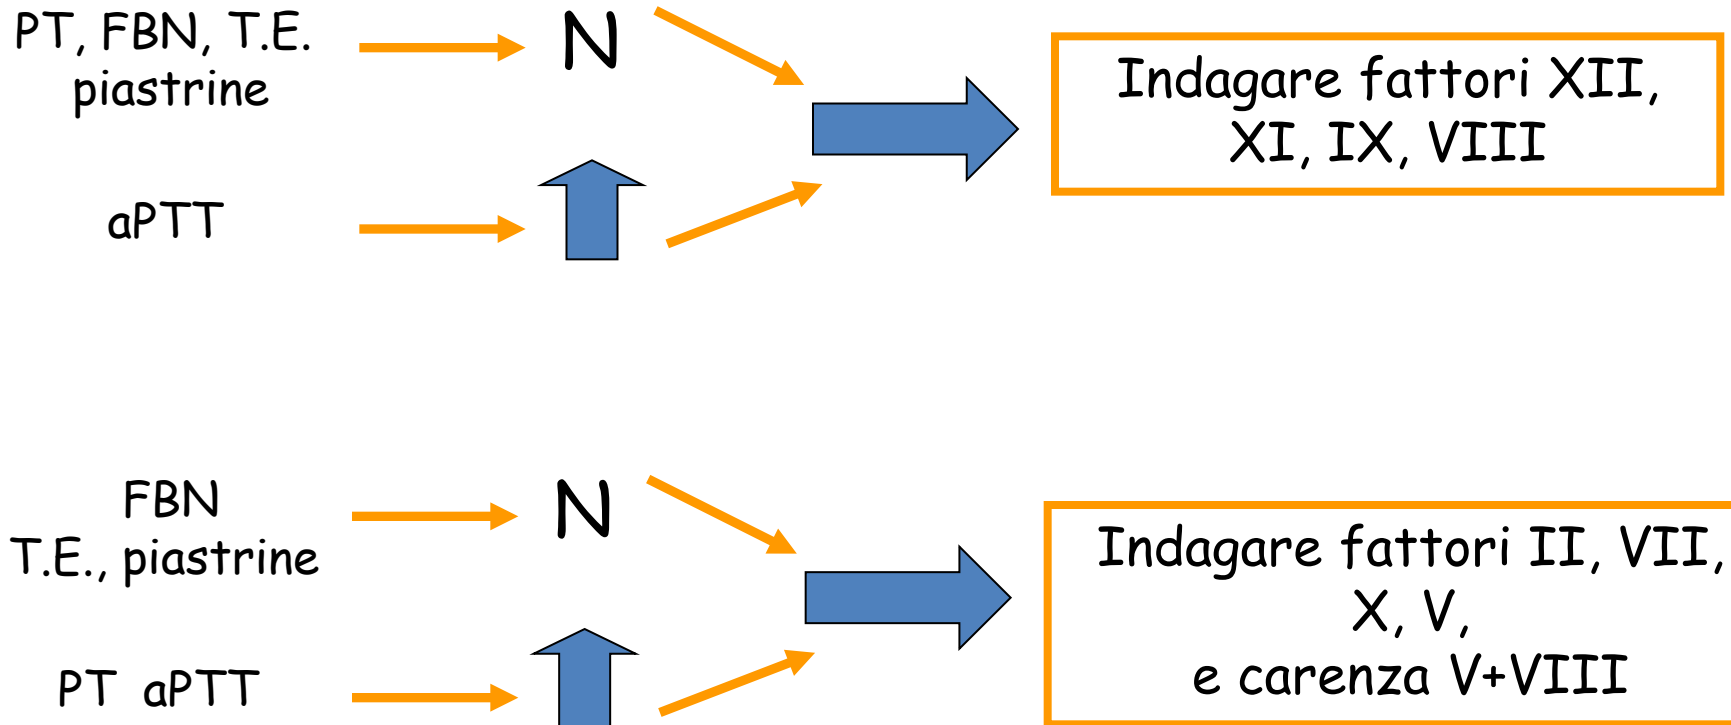 PT, FBN, T.E.
piastrine
N
Indagare fattori XII,
XI, IX, VIII
aPTT
FBN
T.E., piastrine
N
Indagare fattori II, VII,
X, V,
e carenza V+VIII
PT aPTT